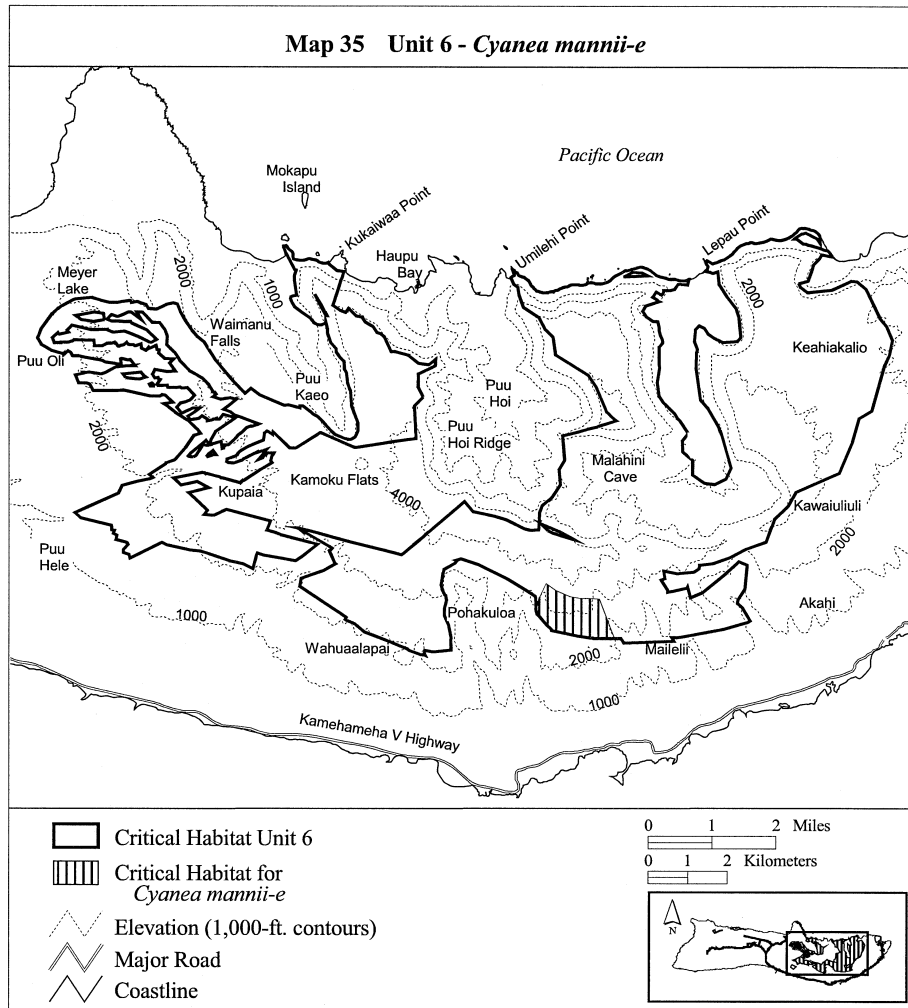 Map 35 Unit 6 - Cyanea mannii-e
Pacific Ocean
Mokapu
Island
Kukaiwaa Point
Haupu
Bay
Umilehi Point
Lepau Point
Meyer
Lake
2000
1000
2000
Waimanu
Falls
Puu Oli
Keahiakalio
Puu
Kaeo
Puu
Hoi
Puu
Hoi Ridge
2000
Malahini
Cave
Kamoku Flats
Kupaia
4000
Kawaiuliuli
2000
Puu
Hele
1000
Pohakuloa
Akahi
Wahuaalapai
2000
Mailelii
1000
Kamehameha V Highway
Critical Habitat Unit 6
Critical Habitat for
Cyanea mannii-e
Elevation (1,000-ft. contours)
Major Road
Coastline
0 1 2 Miles
0 1 2 Kilometers
N